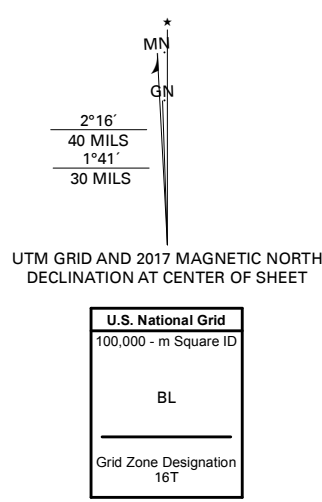 MN
GN
2°16´
40 MILS
1°41´
30 MILS
UTM GRID AND 2017 MAGNETIC NORTH
DECLINATION AT CENTER OF SHEET
U.S. National Grid
100,000 - m Square ID
BL
Grid Zone Designation
16T